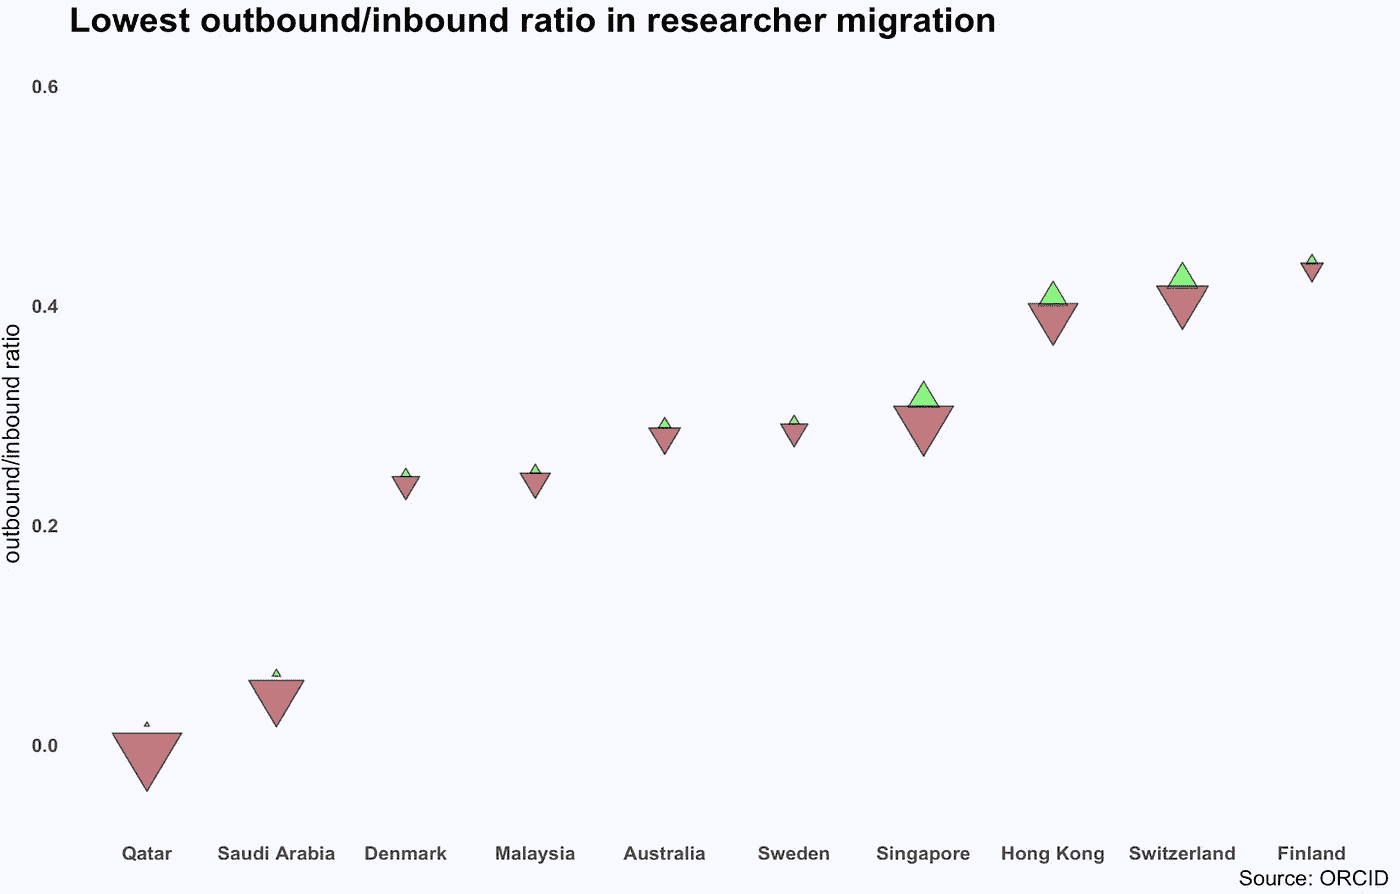 Lowest outbound/inbound ratio in researcher migration
0.6
0.4
0.2
0.0
outbound/inbound ratio
Qatar Saudi Arabia Denmark Malaysia Australia Sweden Singapore Hong Kong Switzerland Finland
Source: ORCID